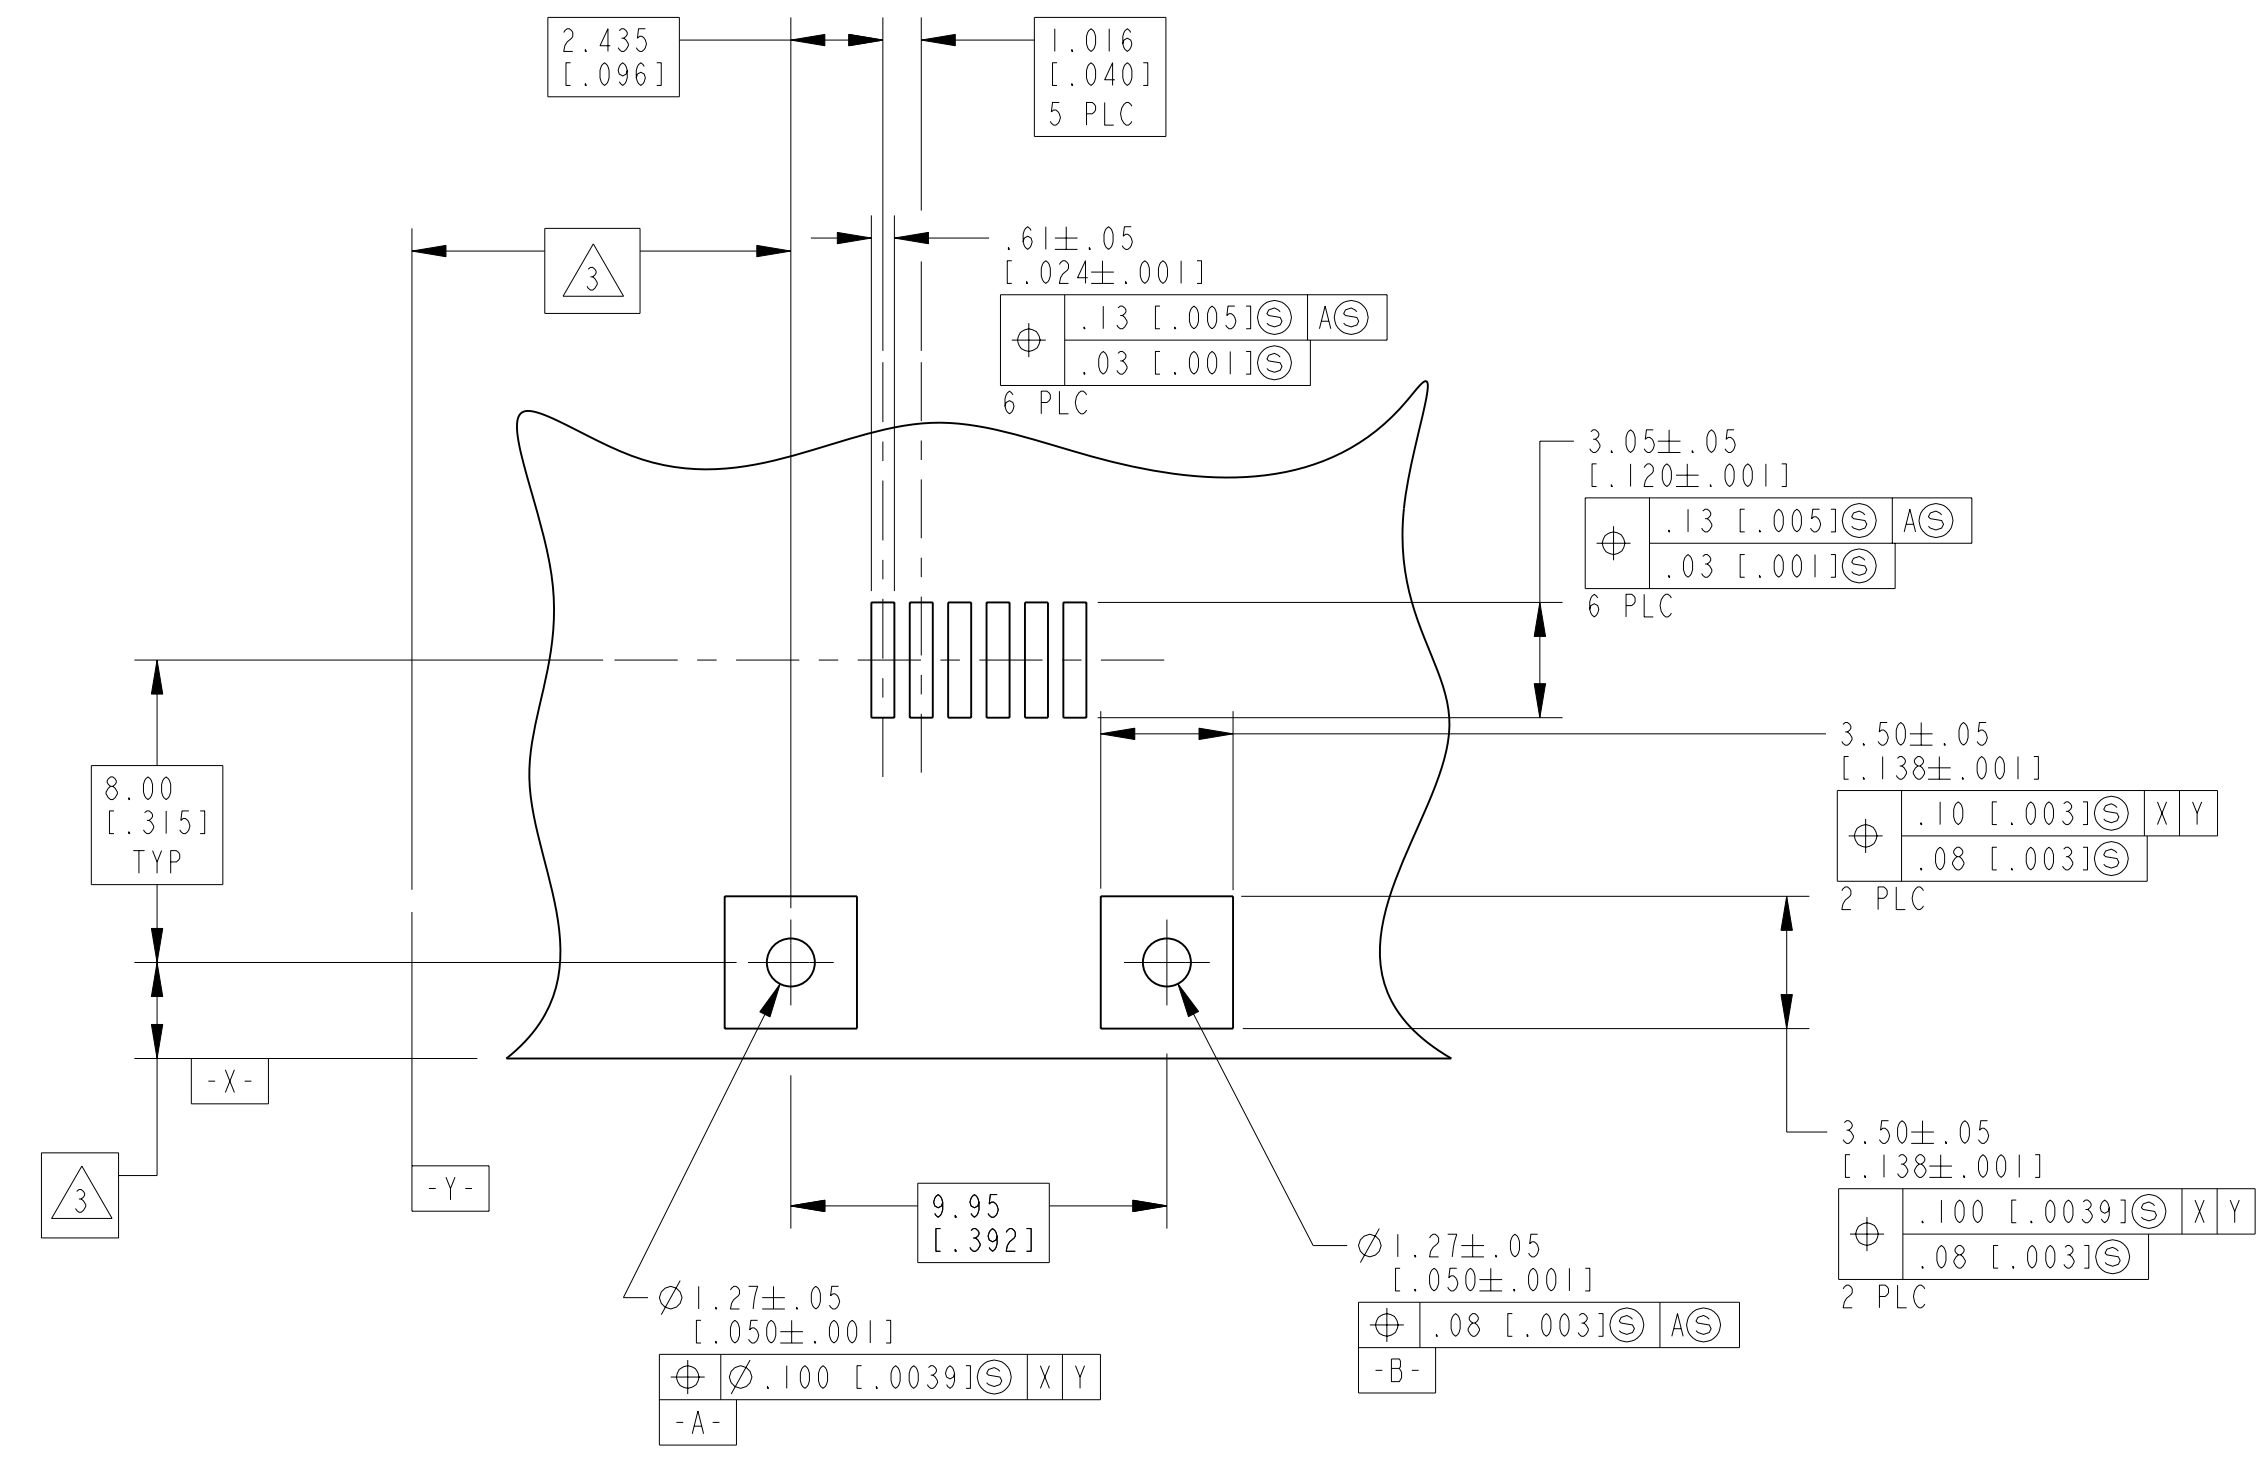 2.435
[.096]
1.016
[.040]
5 PLC
3
.61±.05
[.024±.001]
.13 [.005]Ⓢ AⓈ
.03 [.001]Ⓢ
6 PLC
3.05±.05
[.120±.001]
.13 [.005]Ⓢ AⓈ
.03 [.001]Ⓢ
6 PLC
8.00
[.315]
TYP
3.50±.05
[.138±.001]
.10 [.003]Ⓢ X Y
.08 [.003]Ⓢ
2 PLC
-X-
3
-Y-
9.95
[.392]
3.50±.05
[.138±.001]
.100 [.0039]Ⓢ X Y
.08 [.003]Ⓢ
2 PLC
Ø1.27±.05
[.050±.001]
Ø.100 [.0039]Ⓢ X Y
-A-
Ø1.27±.05
[.050±.001]
.08 [.003]Ⓢ AⓈ
-B-